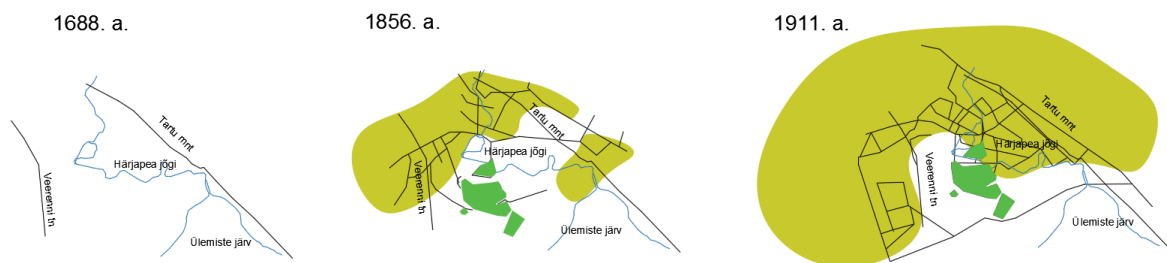 1688. a.
Tartu mnt
Härjapea jõgi
Veerenni tn
Ülemiste järv
1856. a.
Tartu mnt
Härjapea jõgi
Veerenni tn
Ülemiste järv
1911. a.
Tartu mnt
Härjapea jõgi
Veerenni tn
Ülemiste järv